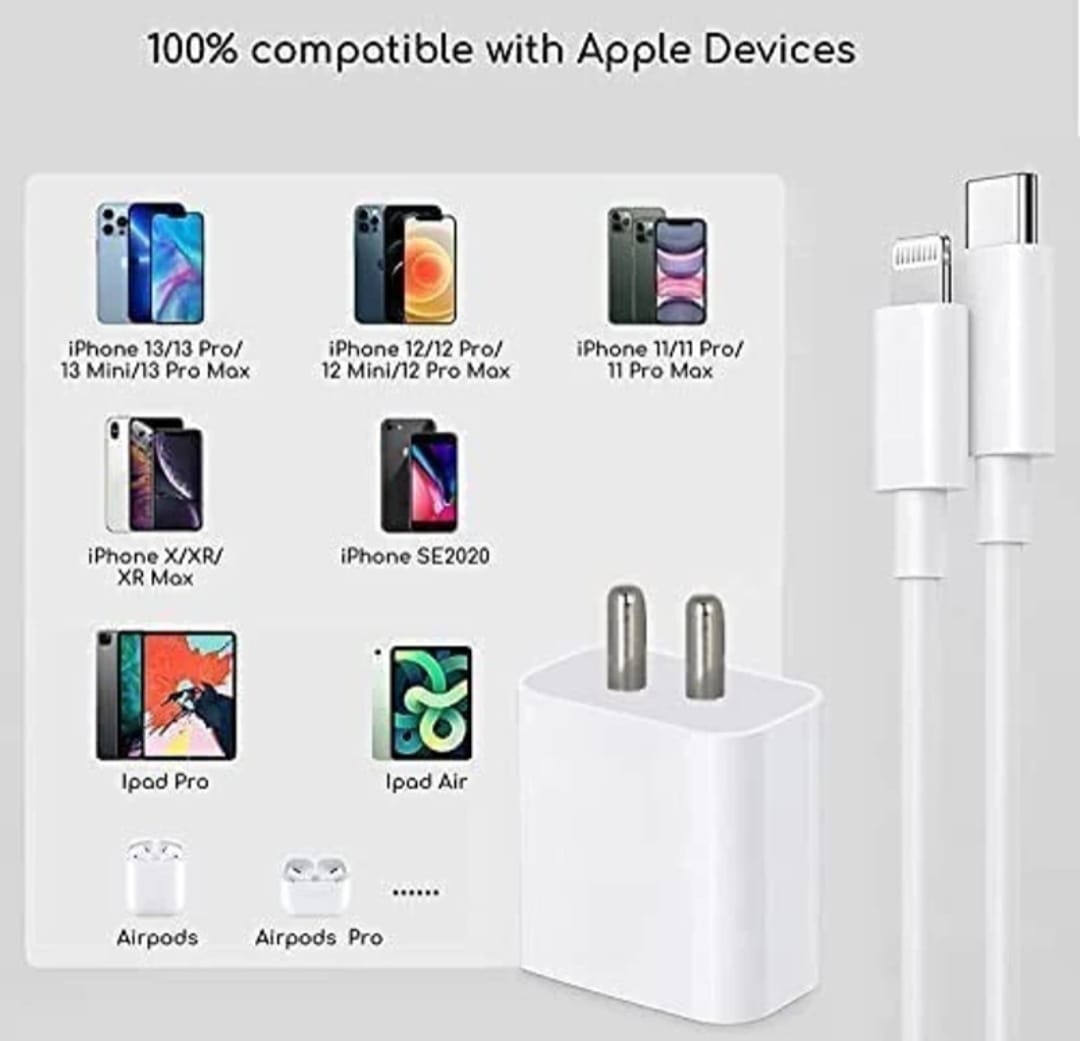 100% compatible with Apple Devices
iPhone 13/13 Pro/
13 Mini/13 Pro Max
iPhone 12/12 Pro/
12 Mini/12 Pro Max
iPhone 11/11 Pro/
11 Pro Max
iPhone X/XR/
XR Max
iPhone SE2020
Ipad Pro
Ipad Air
Airpods
Airpods Pro
......